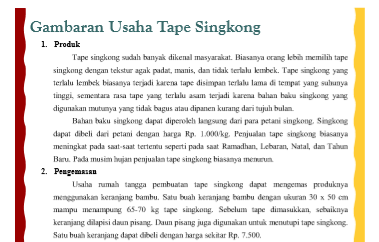 Gambaran Usaha Tape Singkong
1. Produk
Tape singkong sudah banyak dikenal masyarakat. Biasanya orang lebih memilih tape
singkong dengan tekstur agak padat, manis, dan tidak terlalu lembek. Tape singkong yang
terlalu lembek biasanya terjadi karena tape disimpan terlalu lama di tempat yang suhunya
tinggi, sementara rasa tape yang terlalu asam terjadi karena bahan baku singkong yang
digunakan mutunya yang tidak bagus atau dipanen kurang dari tujuh bulan.
Bahan baku singkong dapat diperoleh langsung dari para petani singkong. Singkong
dapat dibeli dari petani dengan harga Rp. 1.000/kg. Penjualan tape singkong biasanya
meningkat pada saat-saat tertentu seperti pada saat Ramadhan, Lebaran, Natal, dan Tahun
Baru. Pada musim hujan penjualan tape singkong biasanya menurun.
2. Pengemasan
Usaha rumah tangga pembuatan tape singkong dapat mengemas produknya
menggunakan keranjang bambu. Satu buah keranjang bambu dengan ukuran 30 x 50 cm
mampu menampung 65-70 kg tape singkong. Sebelum tape dimasukkan, sebaiknya
keranjang dilapisi daun pisang. Daun pisang juga digunakan untuk menutupi tape singkong.
Satu buah keranjang dapat dibeli dengan harga sekitar Rp. 7.500.